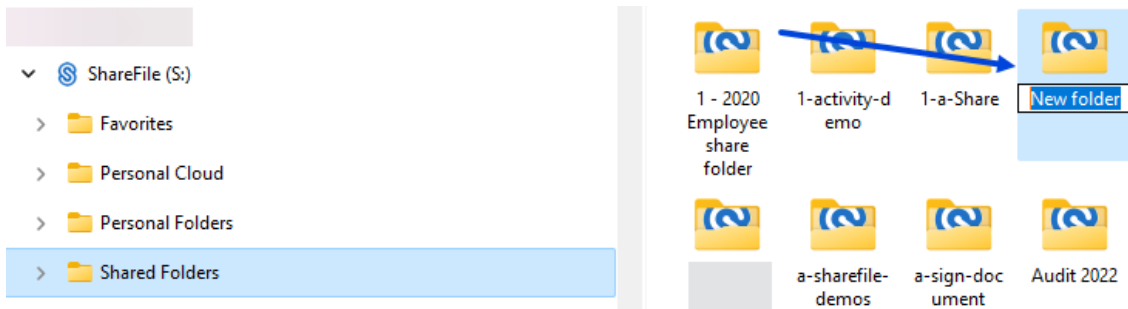 ShareFile (S:)
Favorites
Personal Cloud
Personal Folders
Shared Folders
1 - 2020
Employee
share
folder
1-activity-d
emo
1-a-Share
New folder
a-sharefile-
demos
a-sign-doc
ument
Audit 2022